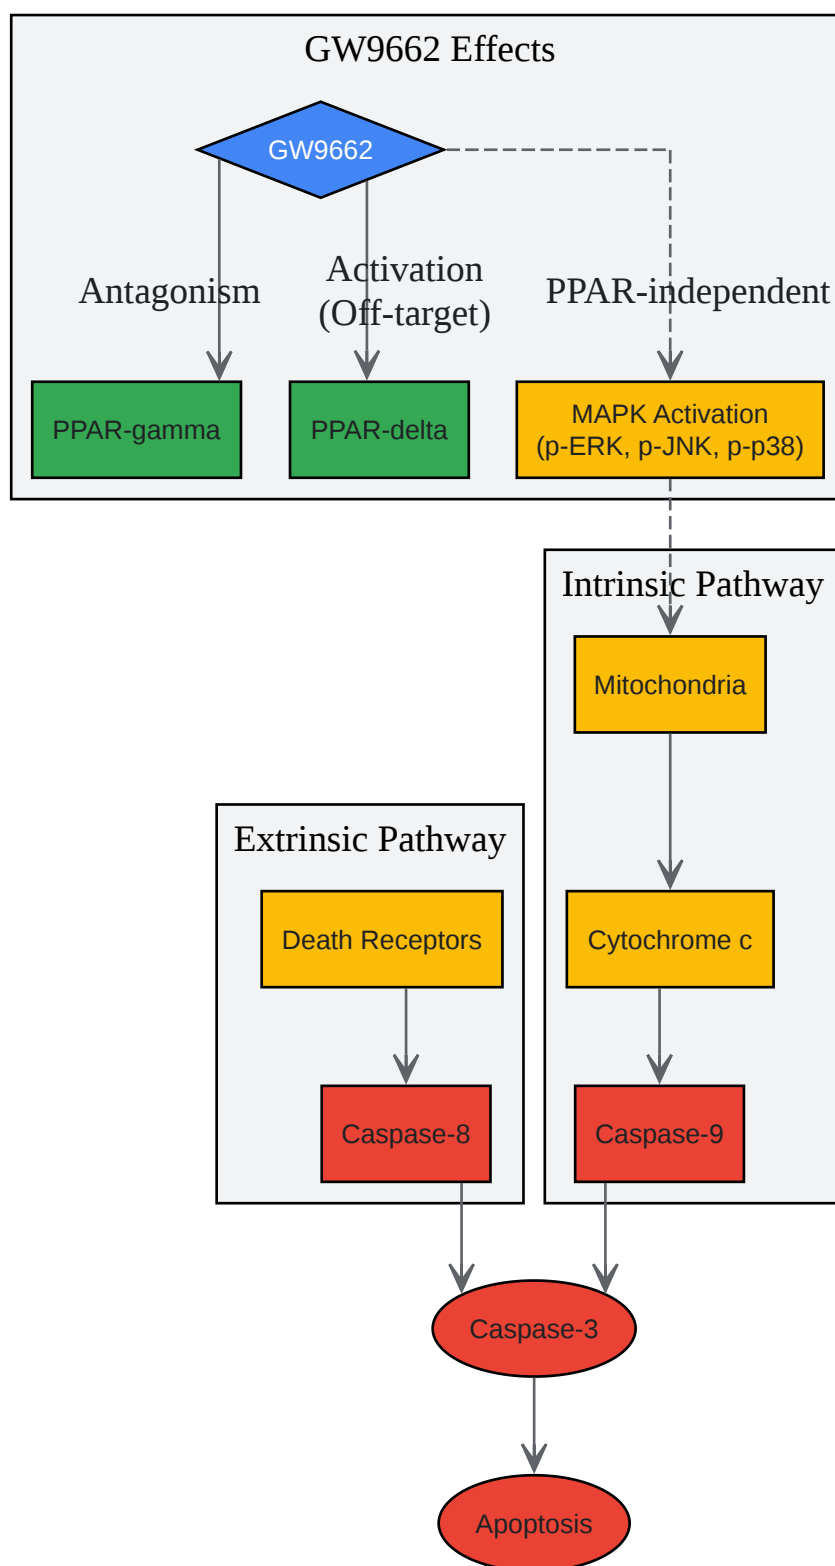 GW9662 Effects
GW9662
Antagonism
Activation
(Off-target)
PPAR-independent
PPAR-gamma
PPAR-delta
MAPK Activation
(p-ERK, p-JNK, p-p38)
Intrinsic Pathway
Mitochondria
Extrinsic Pathway
Death Receptors
Cytochrome c
Caspase-8
Caspase-9
Caspase-3
Apoptosis